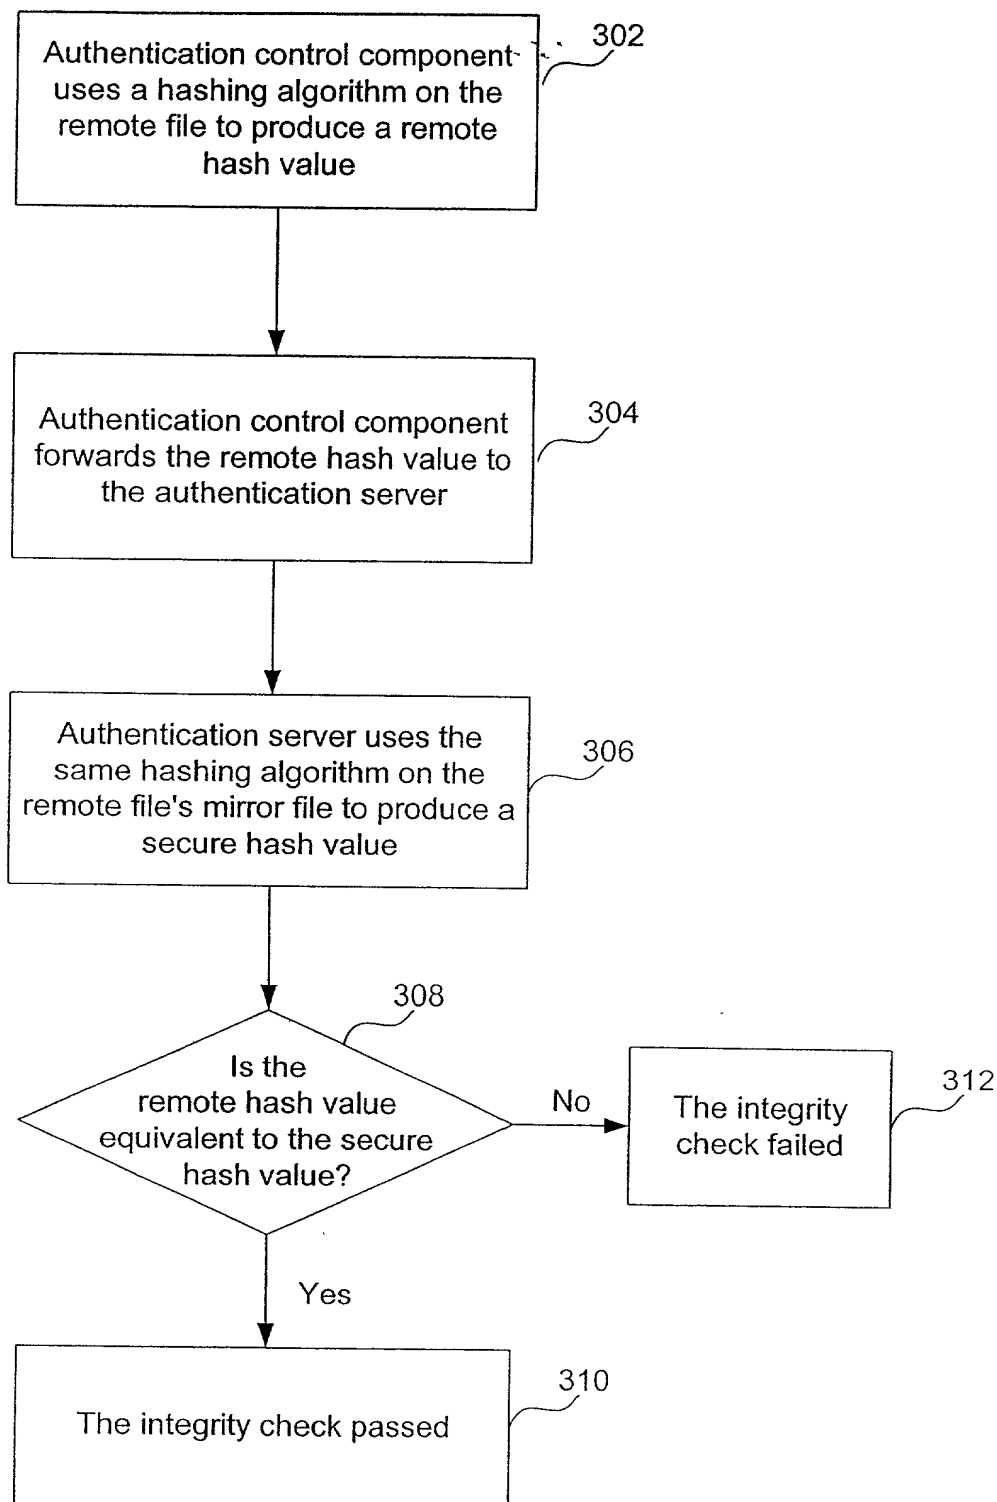 Authentication control component
uses a hashing algorithm on the
remote file to produce a remote
hash value
302
Authentication control component
forwards the remote hash value to
the authentication server
304
Authentication server uses the
same hashing algorithm on the
remote file's mirror file to produce a
secure hash value
306
308
Is the
remote hash value
equivalent to the secure
hash value?
No
The integrity
check failed
312
Yes
The integrity check passed
310